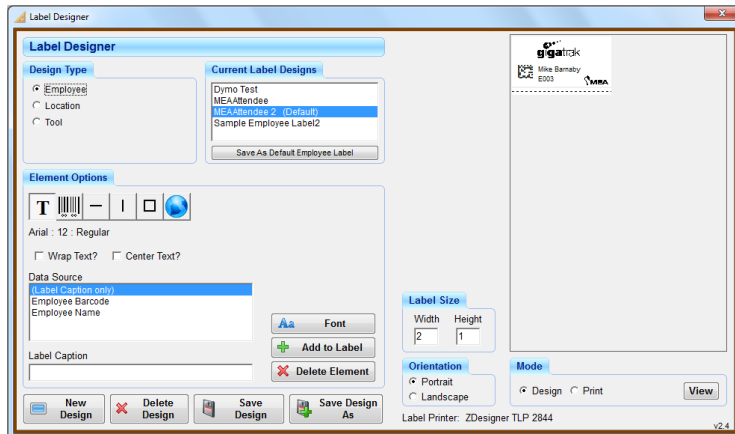 Label Designer
Label Designer
Design Type
Employee
Location
Tool
Current Label Designs
Dymo Test
MEAAttendee
MEAAttendee 2 (Default)
Sample Employee Label2
Save As Default Employee Label
Element Options
T
Arial : 12 : Regular
Wrap Text? Center Text?
Data Source
(Label Caption only)
Employee Barcode
Employee Name
Label Caption
Aa Font
Add to Label
Delete Element
New Design
Delete Design
Save Design
Save Design As
gigatrak
Mike Barnaby
E003
MEA
Label Size
Width Height
2 1
Orientation
Portrait
Landscape
Mode
Design Print
View
Label Printer: ZDesigner TLP 2844
v2.4